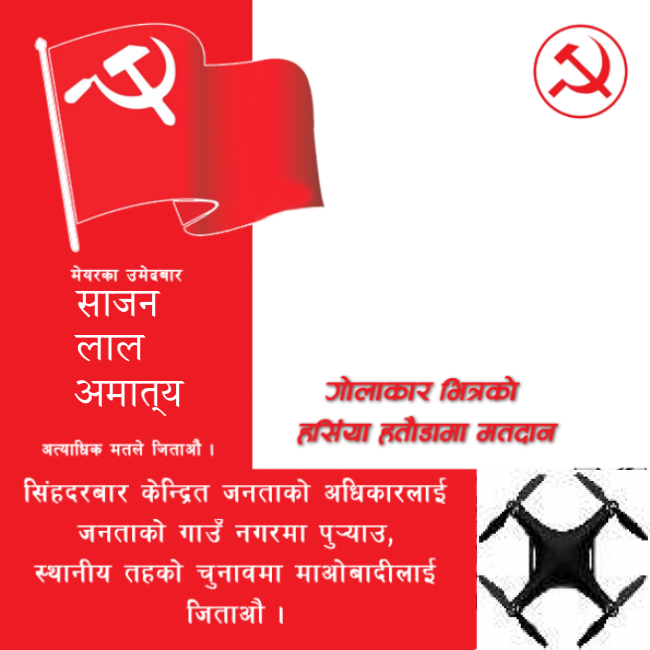 मेयरका उमेदबार
साजन
लाल
अमात्य
अत्याधिक मतले जिताऔ ।
गोलाकार भित्रको
हसिंया हतौडामा मतदान
सिंहदरबार केन्द्रित जनताको अधिकारलाई
जनताको गाउँ नगरमा पुऱ्याउ,
स्थानीय तहको चुनावमा माओबादीलाई
जिताऔ ।